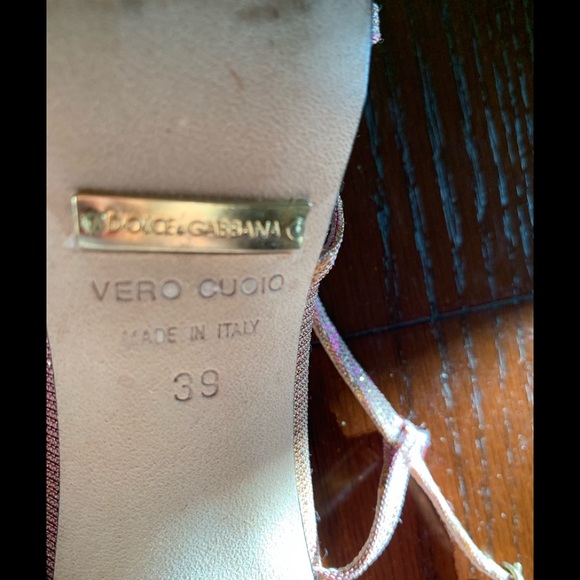 DOLCE&GABBANA
VERO CUOIO
MADE IN ITALY
39